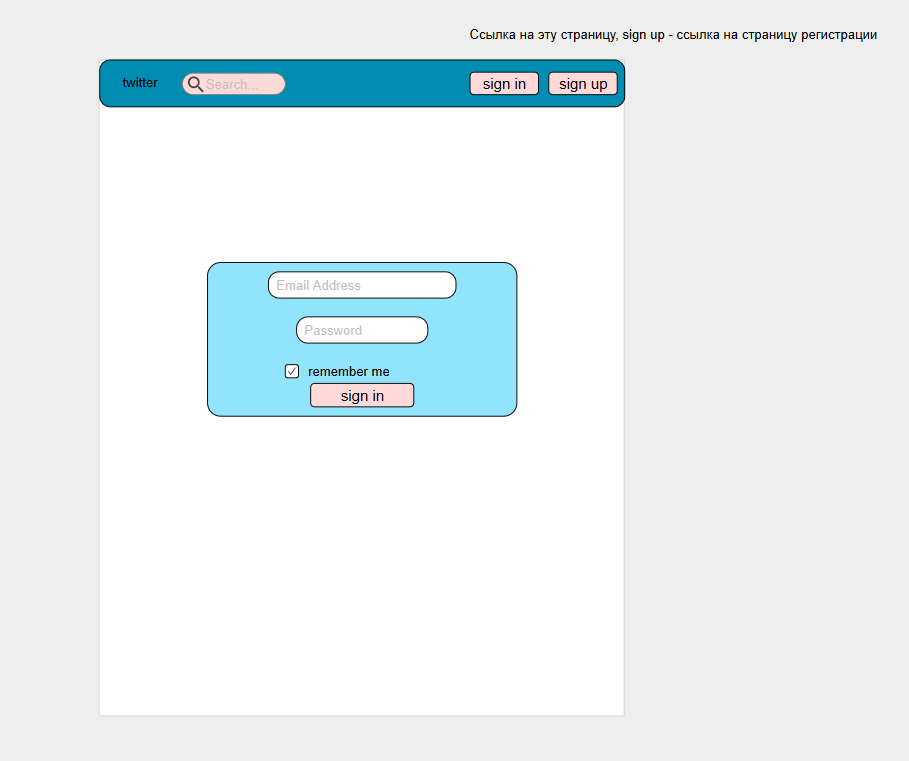 Ссылка на эту страницу, sign up - ссылка на страницу регистрации
twitter Search... sign in sign up
Email Address
Password
remember me
sign in